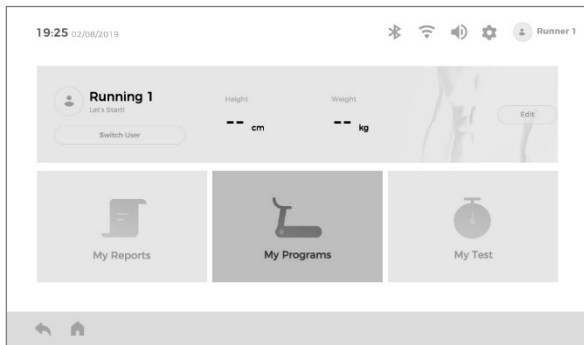 19:25 02/08/2019
Runner 1
Running 1
Let's Start!
Switch User
Height
-- cm
Weight
-- kg
Edit
My Reports
My Programs
My Test